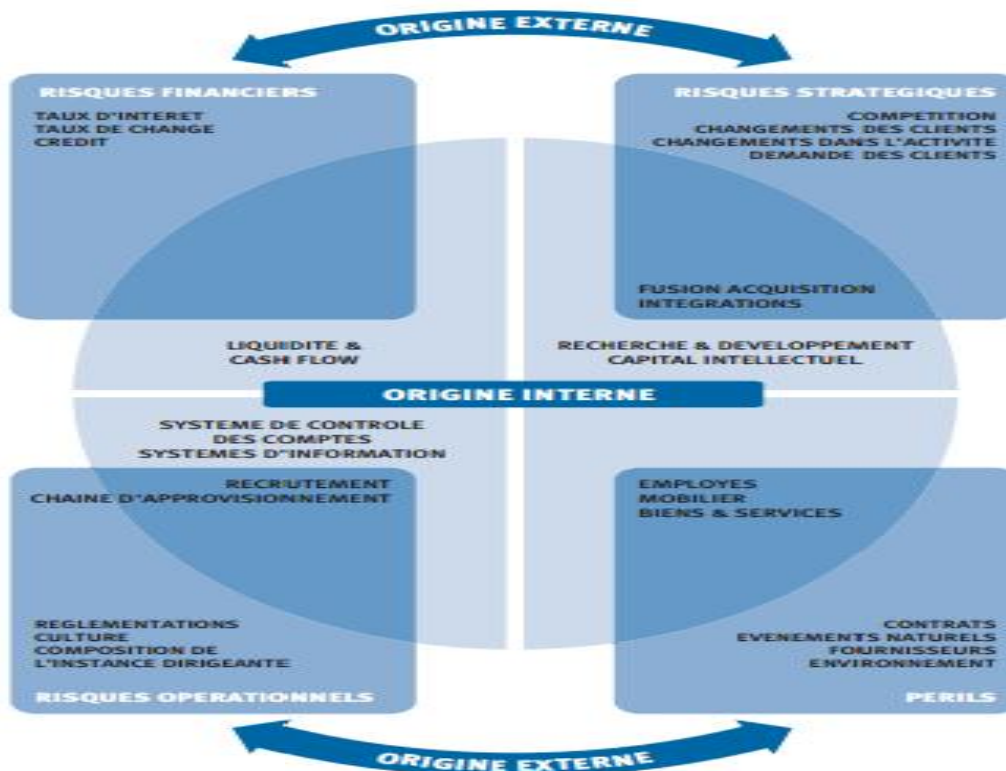 ORIGINE EXTERNE
RISQUES FINANCIERS
TAUX D'INTERET
TAUX DE CHANGE
CREDIT
RISQUES STRATEGIQUES
COMPETITION
CHANGEMENTS DES CLIENTS
CHANGEMENTS DANS L'ACTIVITE
DEMANDE DES CLIENTS
FUSION ACQUISITION
INTEGRATIONS
LIQUIDITE &
CASH FLOW
RECHERCHE & DEVELOPPEMENT
CAPITAL INTELLECTUEL
ORIGINE INTERNE
SYSTEME DE CONTROLE
DES COMPTES
SYSTEMES D'INFORMATION
RECRIUTEMENT
CHAINE D'APPROVISIONNEMENT
EMPLOYES
MOBILIER
BIENS & SERVICES
REGLEMENTATIONS
CULTURE
COMPOSITION DE
L'INSTANCE DIRIGEANTE
RISQUES OPERATIONNELS
CONTRATS
EVENEMENTS NATURELS
FOURNISSEURS
ENVIRONNEMENT
PERILS
ORIGINE EXTERNE